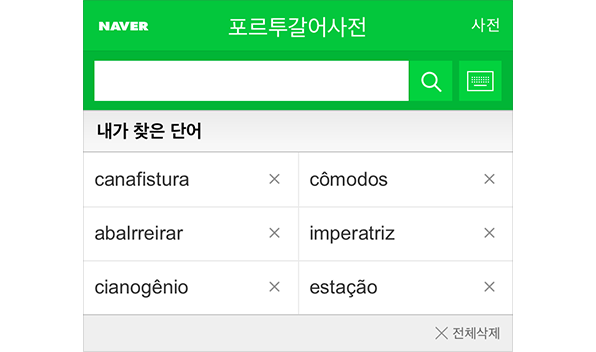 NAVER 포르투갈어사전 사전
내가 찾은 단어
canafistura cômodos
abalrreirar imperatriz
cianogênio estação
전체삭제